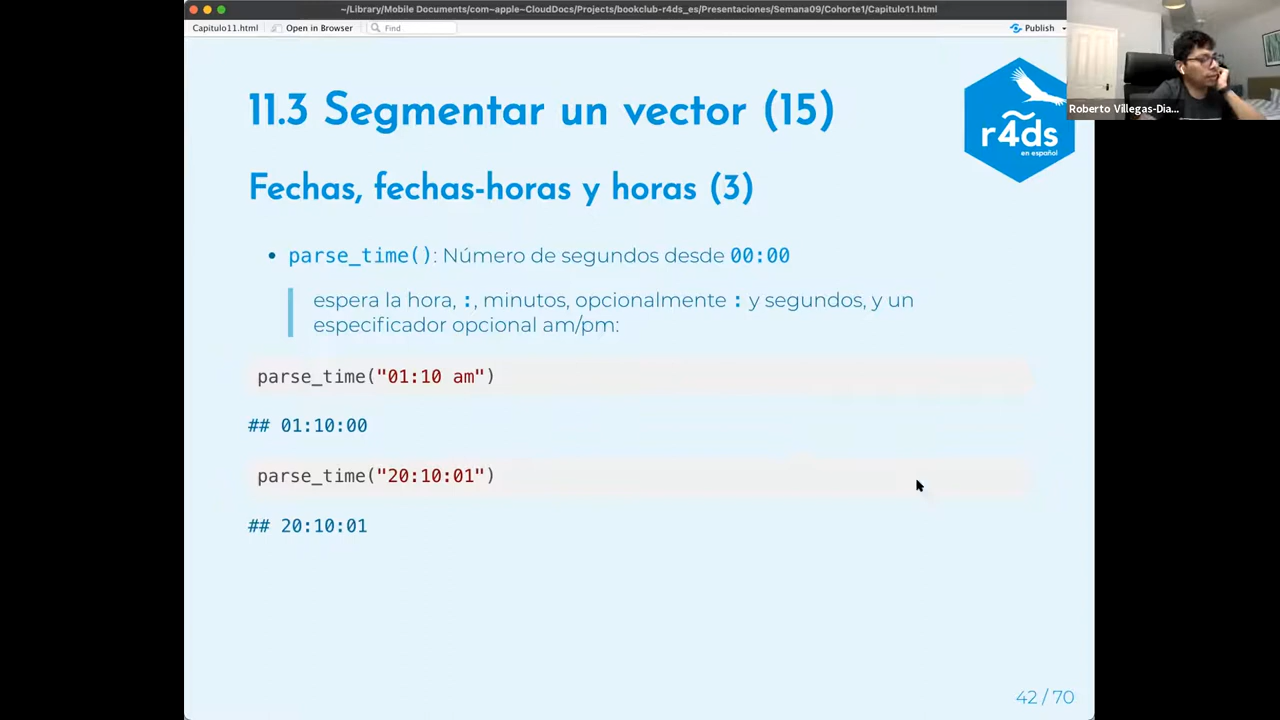 ~/Library/Mobile Documents/com~apple~CloudDocs/Projects/bookclub-r4ds_es/Presentaciones/Semana09/Cohorte1/Capitulo11.html
Capitulo11.html
Open in Browser
Find
Publish
Roberto Villegas-Dia...
11.3 Segmentar un vector (15)
r4ds
en español
Fechas, fechas-horas y horas (3)
• parse_time(): Número de segundos desde 00:00
espera la hora, :, minutos, opcionalmente : y segundos, y un
especificador opcional am/pm:
parse_time("01:10 am")
## 01:10:00
parse_time("20:10:01")
## 20:10:01
42 / 70